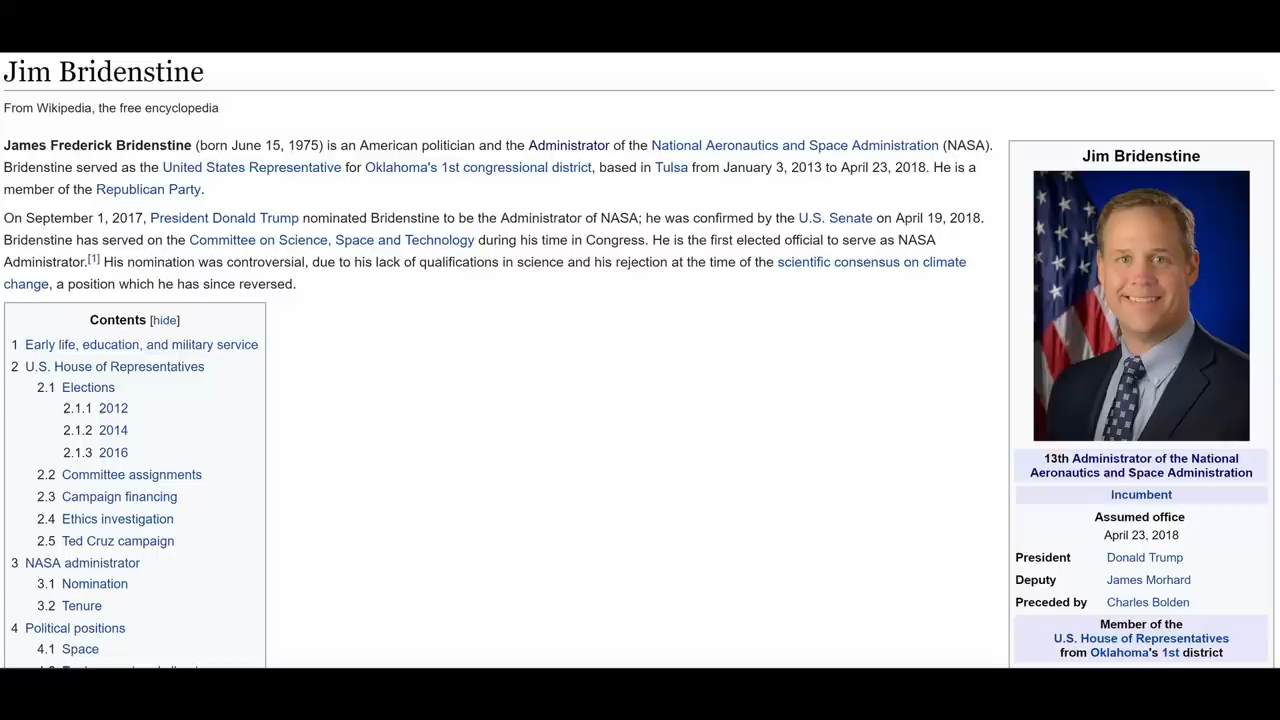 Jim Bridenstine
From Wikipedia, the free encyclopedia
James Frederick Bridenstine (born June 15, 1975) is an American politician and the Administrator of the National Aeronautics and Space Administration (NASA).
Bridenstine served as the United States Representative for Oklahoma's 1st congressional district, based in Tulsa from January 3, 2013 to April 23, 2018. He is a
member of the Republican Party.
On September 1, 2017, President Donald Trump nominated Bridenstine to be the Administrator of NASA; he was confirmed by the U.S. Senate on April 19, 2018.
Bridenstine has served on the Committee on Science, Space and Technology during his time in Congress. He is the first elected official to serve as NASA
Administrator.[1] His nomination was controversial, due to his lack of qualifications in science and his rejection at the time of the scientific consensus on climate
change, a position which he has since reversed.
Contents [hide]
1 Early life, education, and military service
2 U.S. House of Representatives
2.1 Elections
2.1.1 2012
2.1.2 2014
2.1.3 2016
2.2 Committee assignments
2.3 Campaign financing
2.4 Ethics investigation
2.5 Ted Cruz campaign
3 NASA administrator
3.1 Nomination
3.2 Tenure
4 Political positions
4.1 Space
Jim Bridenstine
13th Administrator of the National
Aeronautics and Space Administration
Incumbent
Assumed office
April 23, 2018
President Donald Trump
Deputy James Morhard
Preceded by Charles Bolden
Member of the
U.S. House of Representatives
from Oklahoma's 1st district